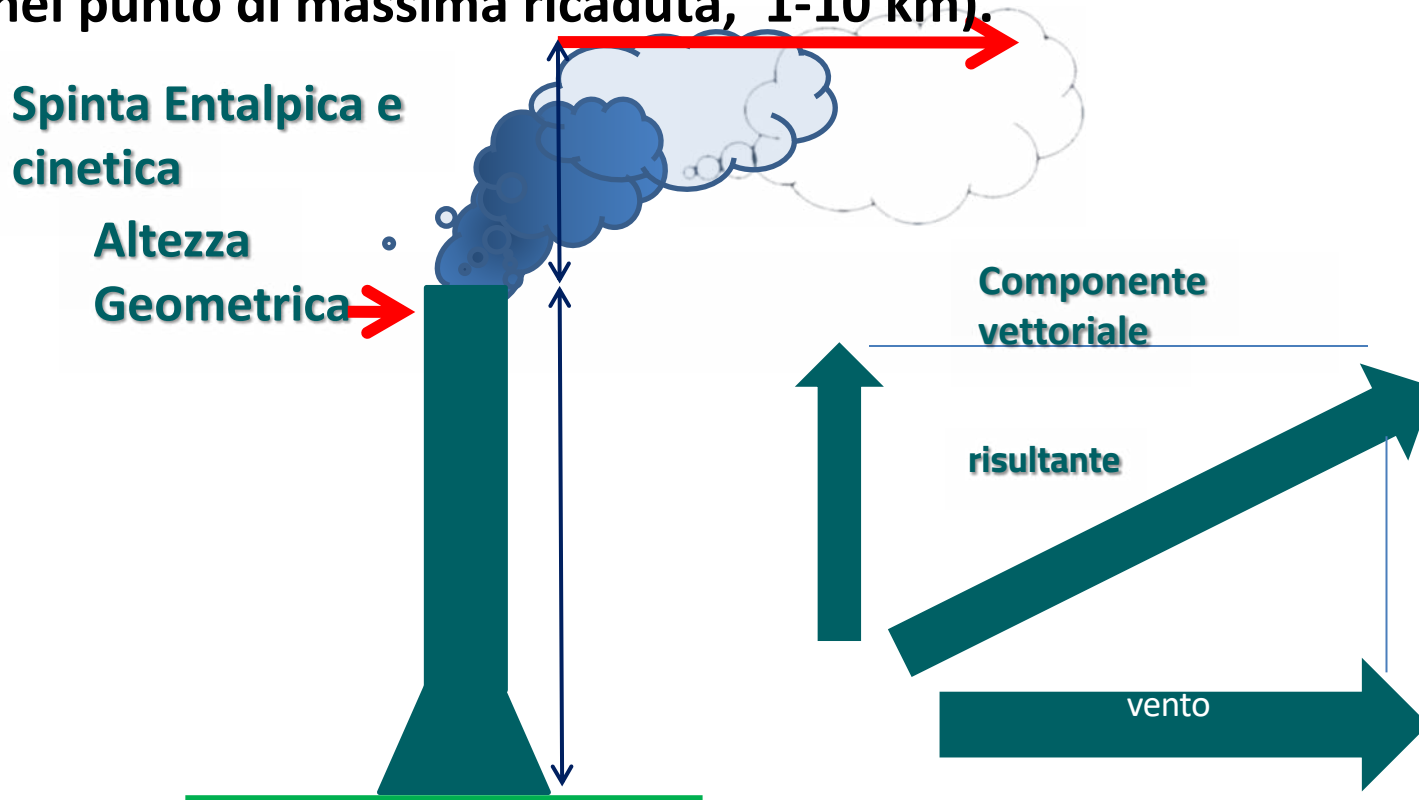 nel punto di massima ricaduta, 1-10 km).
Spinta Entalpica e
cinetica
Altezza
Geometrica
Componente
vettoriale
risultante
vento